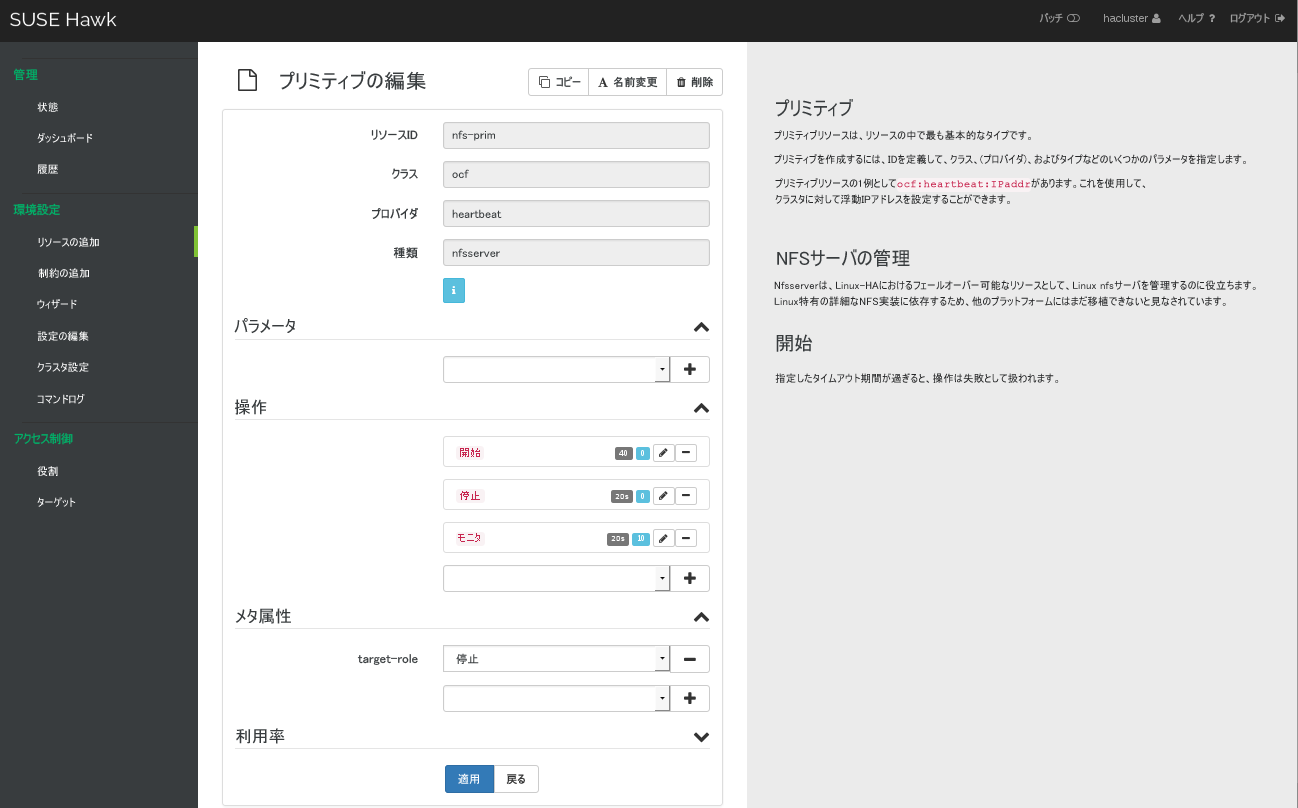 SUSE Hawk
バッチ
hacluster
ヘルプ ?
ログアウト
管理
状態
ダッシュボード
履歴
環境設定
リソースの追加
制約の追加
ウィザード
設定の編集
クラスタ設定
コマンドログ
アクセス制御
役割
ターゲット
プリミティブの編集
コピー
A 名前変更
削除
リソースID
nfs-prim
クラス
ocf
プロバイダ
heartbeat
種類
nfsserver
i
パラメータ
操作
開始
40
0
停止
20s
0
モニタ
20s
10
メタ属性
target-role
停止
利用率
適用
戻る
プリミティブ
プリミティブリソースは、リソースの中で最も基本的なタイプです。
プリミティブを作成するには、IDを定義して、クラス、(プロバイダ)、およびタイプなどのいくつかのパラメータを指定します。
プリミティブリソースの1例としてocf:heartbeat:IPaddrがあります。これを使用して、
クラスタに対して浮動IPアドレスを設定することができます。
NFSサーバの管理
Nfsserverは、Linux-HAにおけるフェールオーバー可能なリソースとして、Linux nfsサーバを管理するのに役立ちます。
Linux特有の詳細なNFS実装に依存するため、他のプラットフォームにはまだ移植できないと見なされています。
開始
指定したタイムアウト期間が過ぎると、操作は失敗として扱われます。